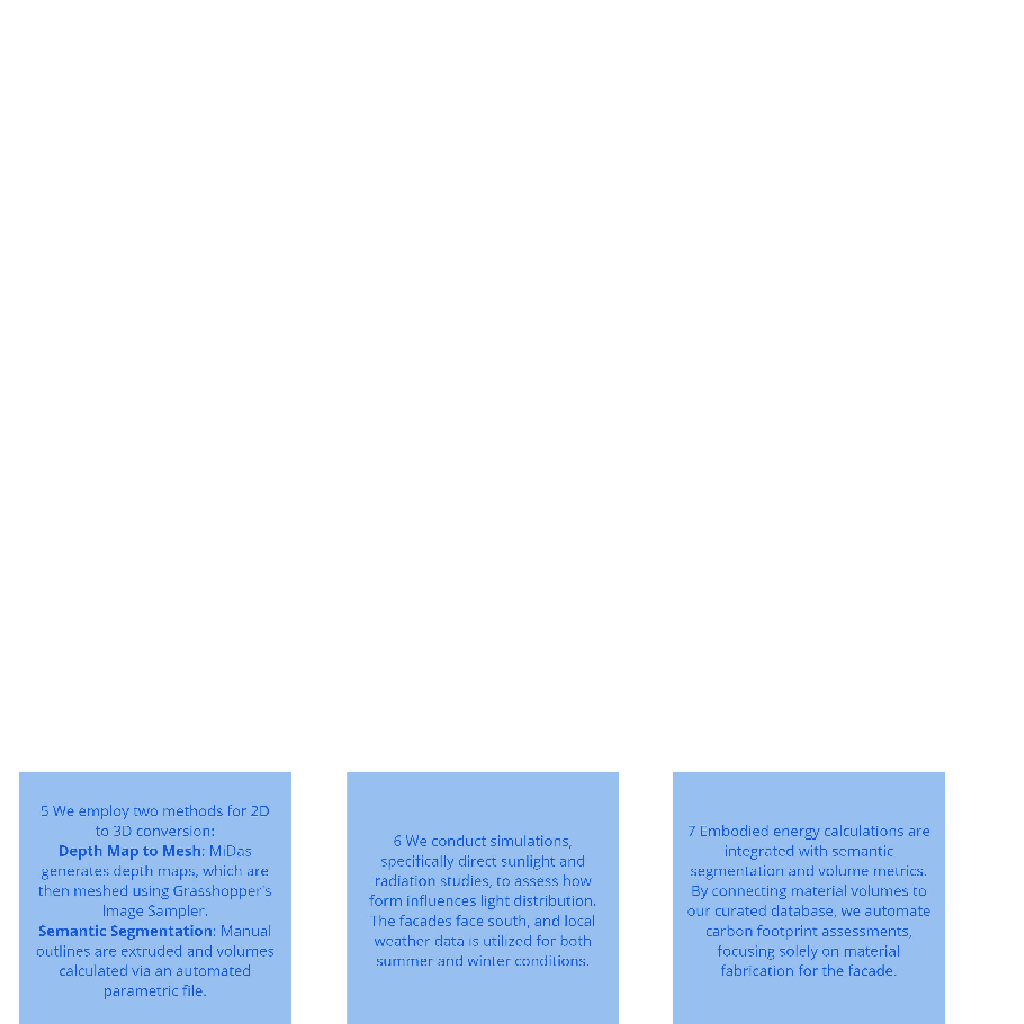 5 We employ two methods for 2D
to 3D conversion:
Depth Map to Mesh: MiDas
generates depth maps, which are
then meshed using Grasshopper's
Image Sampler.
Semantic Segmentation: Manual
outlines are extruded and volumes
calculated via an automated
parametric file.
6 We conduct simulations,
specifically direct sunlight and
radiation studies, to assess how
form influences light distribution.
The facades face south, and local
weather data is utilized for both
summer and winter conditions.
7 Embodied energy calculations are
integrated with semantic
segmentation and volume metrics.
By connecting material volumes to
our curated database, we automate
carbon footprint assessments,
focusing solely on material
fabrication for the facade.